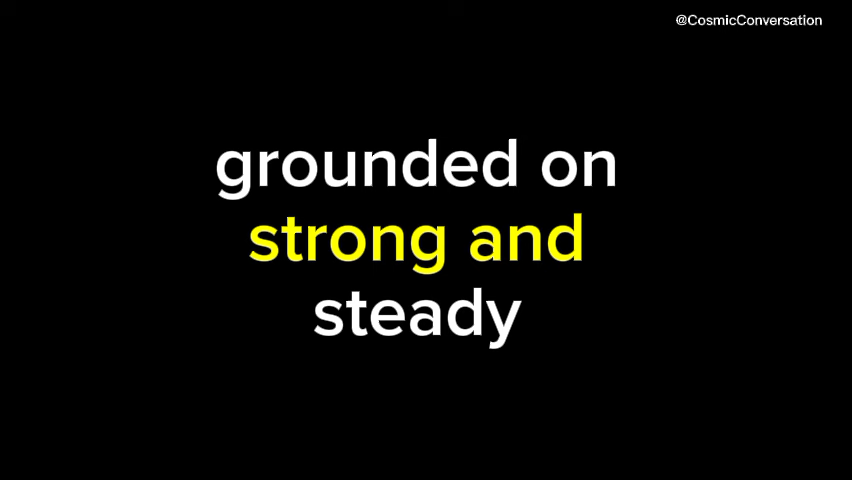 @CosmicConversation
grounded on
strong and
steady